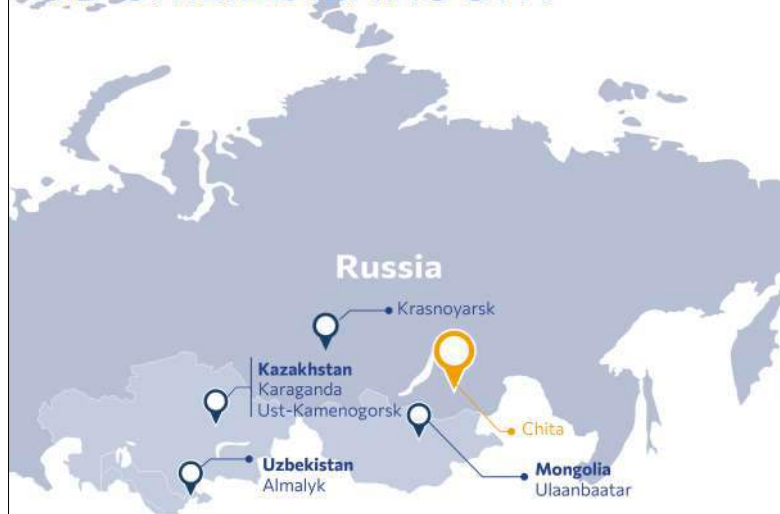 Russia
Krasnoyarsk
Kazakhstan
Karaganda
Ust-Kamenogorsk
Chita
Uzbekistan
Almalyk
Mongolia
Ulaanbaatar